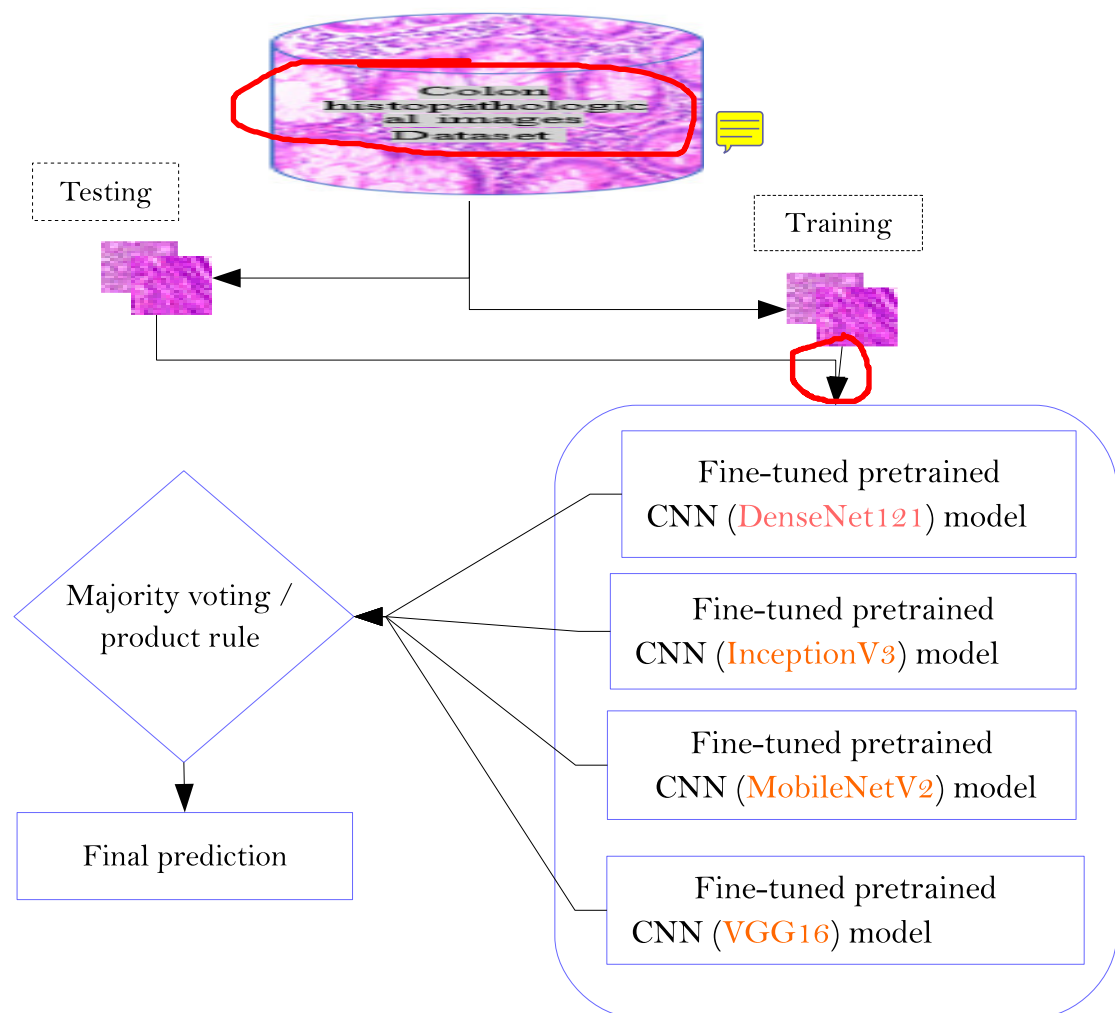 Colon
histopathologic
al images
Dataset
Testing
Training
Fine-tuned pretrained
CNN (DenseNet121) model
Fine-tuned pretrained
CNN (InceptionV3) model
Majority voting /
product rule
Fine-tuned pretrained
CNN (MobileNetV2) model
Final prediction
Fine-tuned pretrained
CNN (VGG16) model